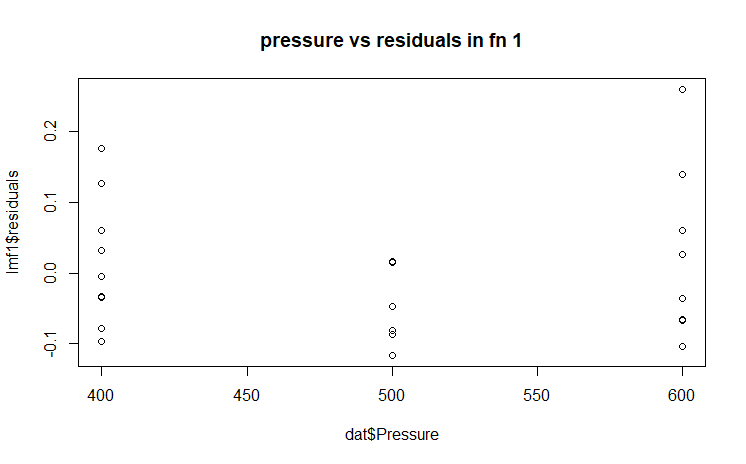 pressure vs residuals in fn 1
lmf1$residuals
0.2
0.1
0.0
-0.1
400 450 500 550 600
dat$Pressure